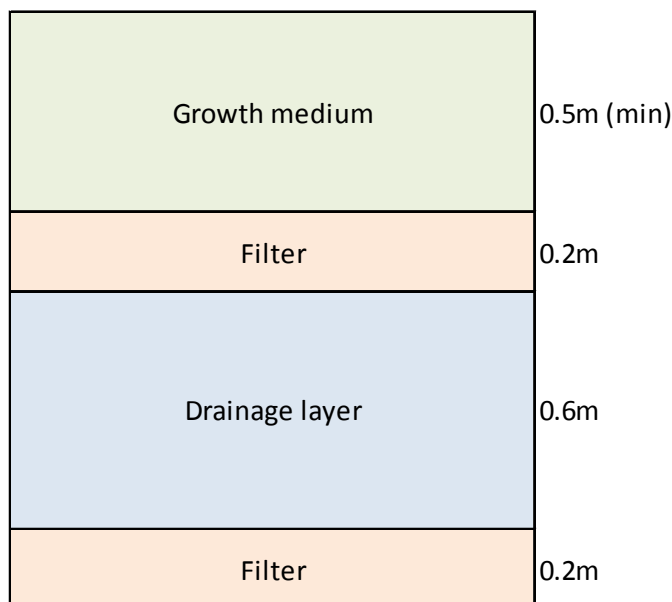 Growth medium 0.5m (min)
Filter 0.2m
Drainage layer 0.6m
Filter 0.2m